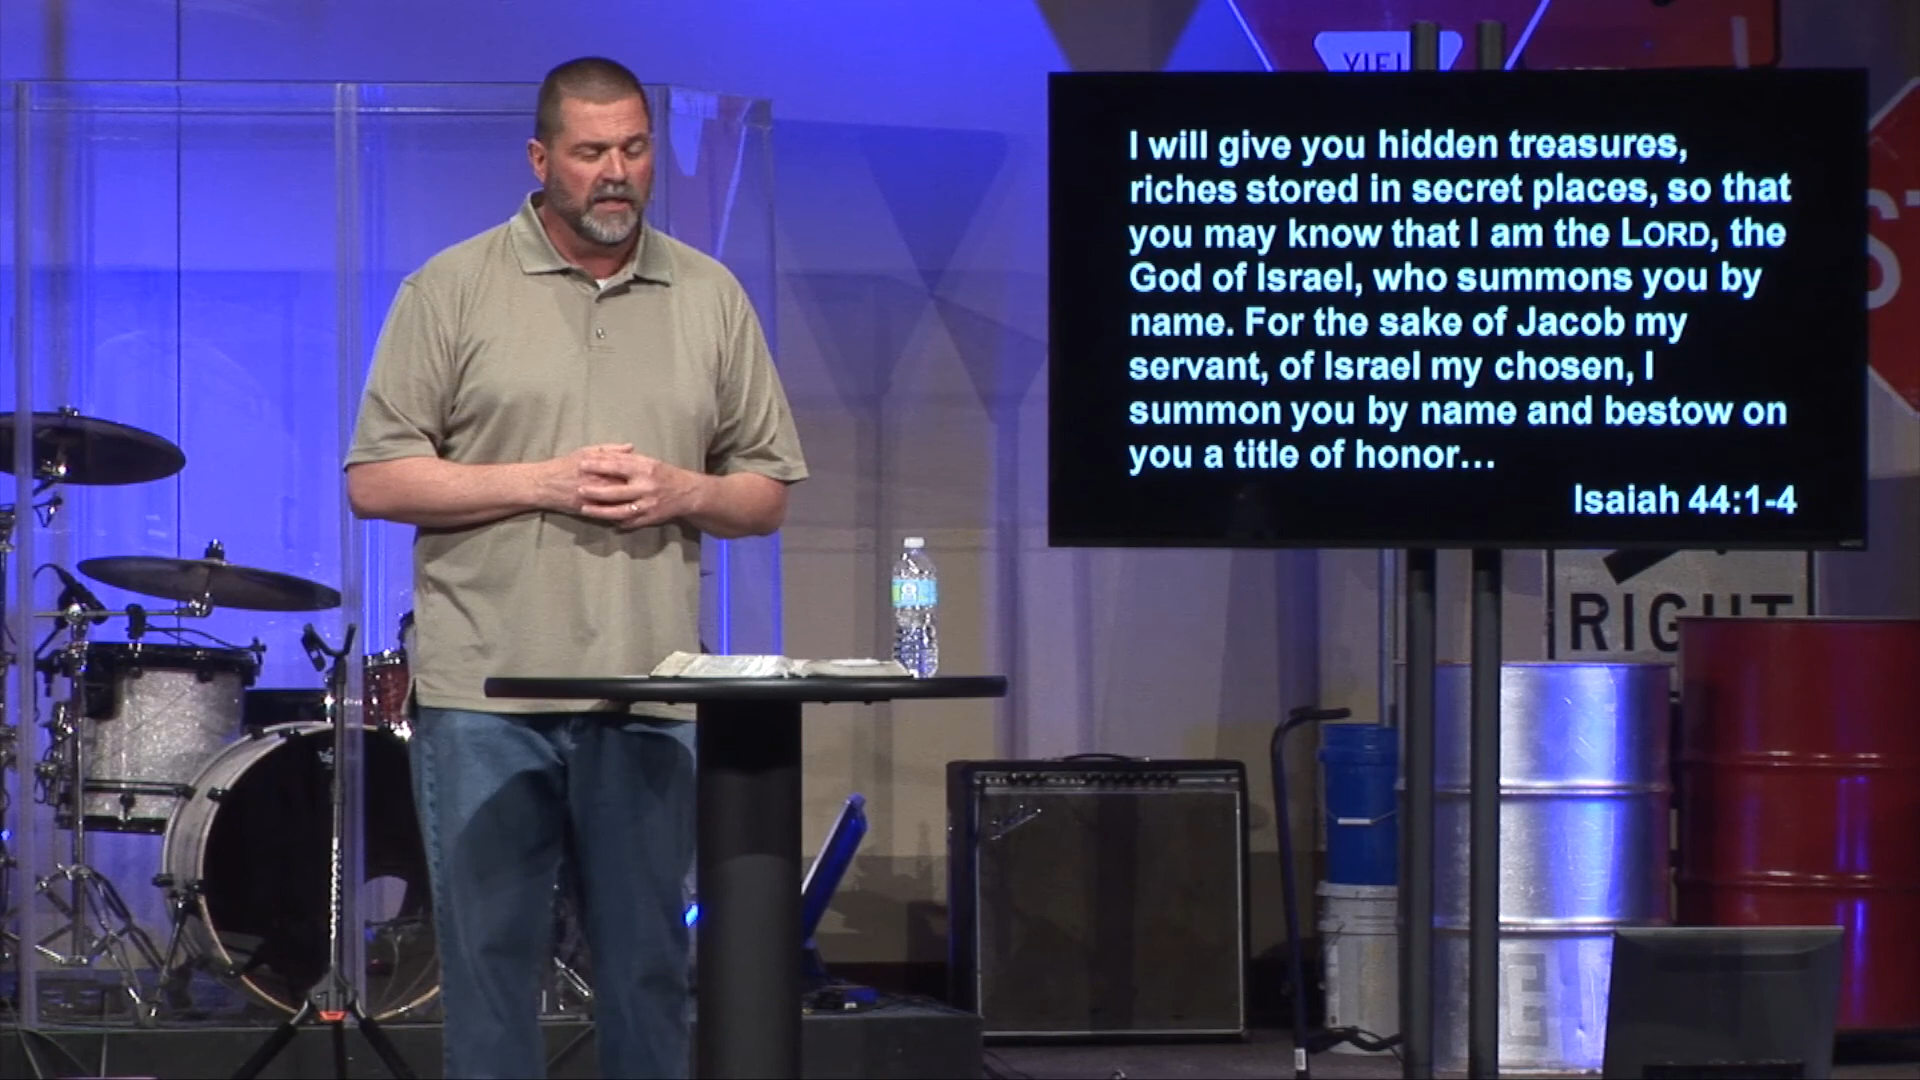 YIEL
I will give you hidden treasures,
riches stored in secret places, so that
you may know that I am the LORD, the
God of Israel, who summons you by
name. For the sake of Jacob my
servant, of Israel my chosen, I
summon you by name and bestow on
you a title of honor…
Isaiah 44:1-4
ST
RIGHT